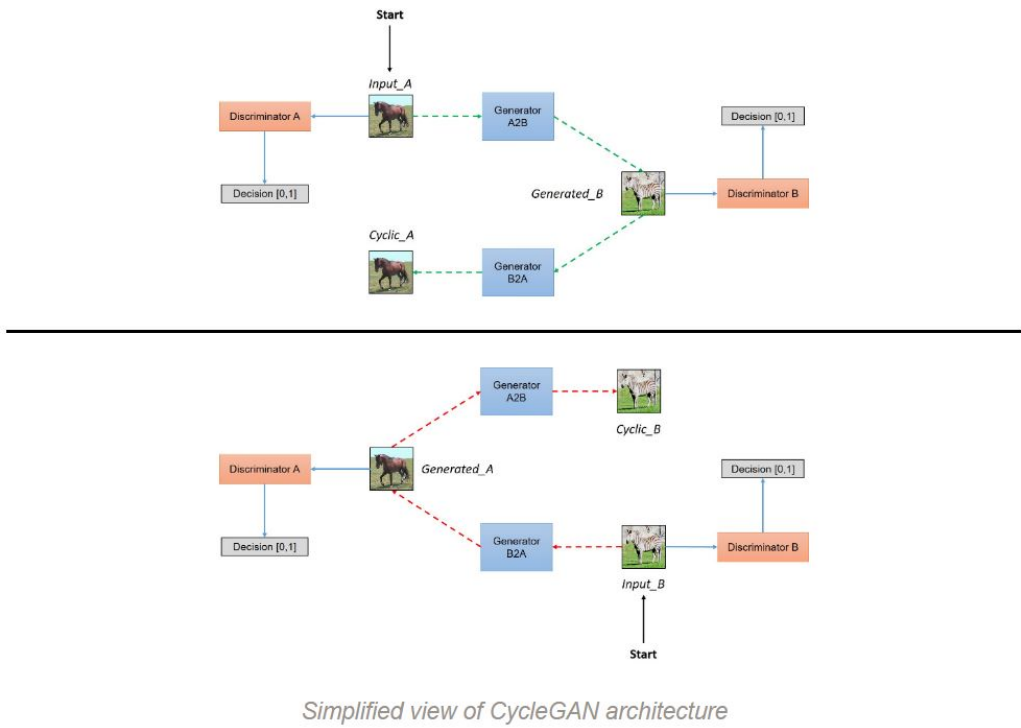 Start
Input_A
Discriminator A
Generator
A2B
Decision [0,1]
Decision [0,1]
Generated_B
Discriminator B
Cyclic_A
Generator
B2A
Generator
A2B
Cyclic_B
Discriminator A
Generated_A
Decision [0,1]
Decision [0,1]
Generator
B2A
Discriminator B
Input_B
Start
Simplified view of CycleGAN architecture